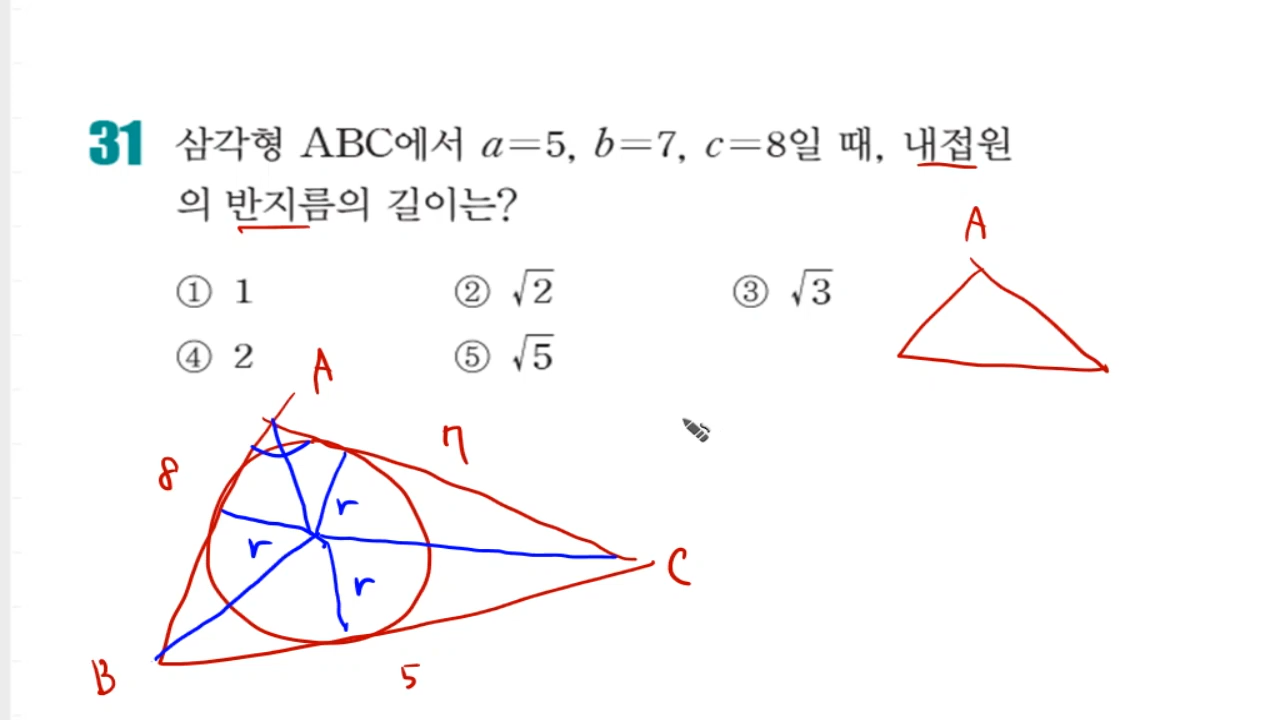 31 삼각형 ABC에서 a=5, b=7, c=8일 때, 내접원
의 반지름의 길이는?
① 1 ② √2 ③ √3
④ 2 ⑤ √5
A
A
8
7
r
r
r
C
B
5